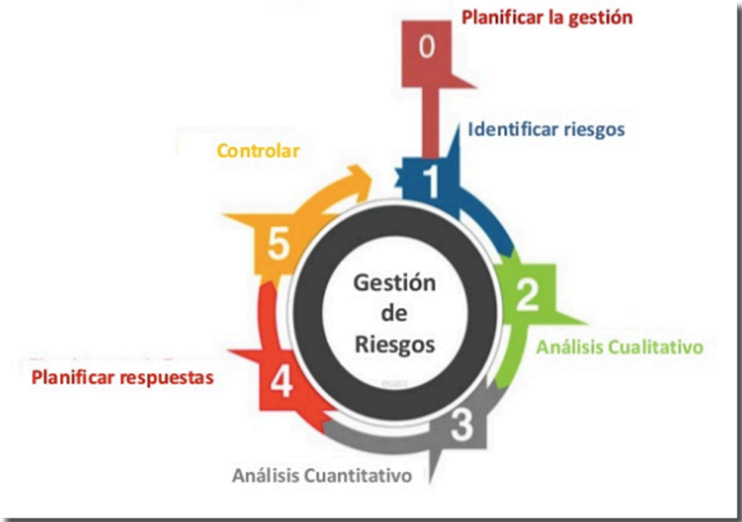 0
Planificar la gestión
1
Identificar riesgos
2
Análisis Cualitativo
3
Análisis Cuantitativo
4
Planificar respuestas
5
Controlar
Gestión
de
Riesgos